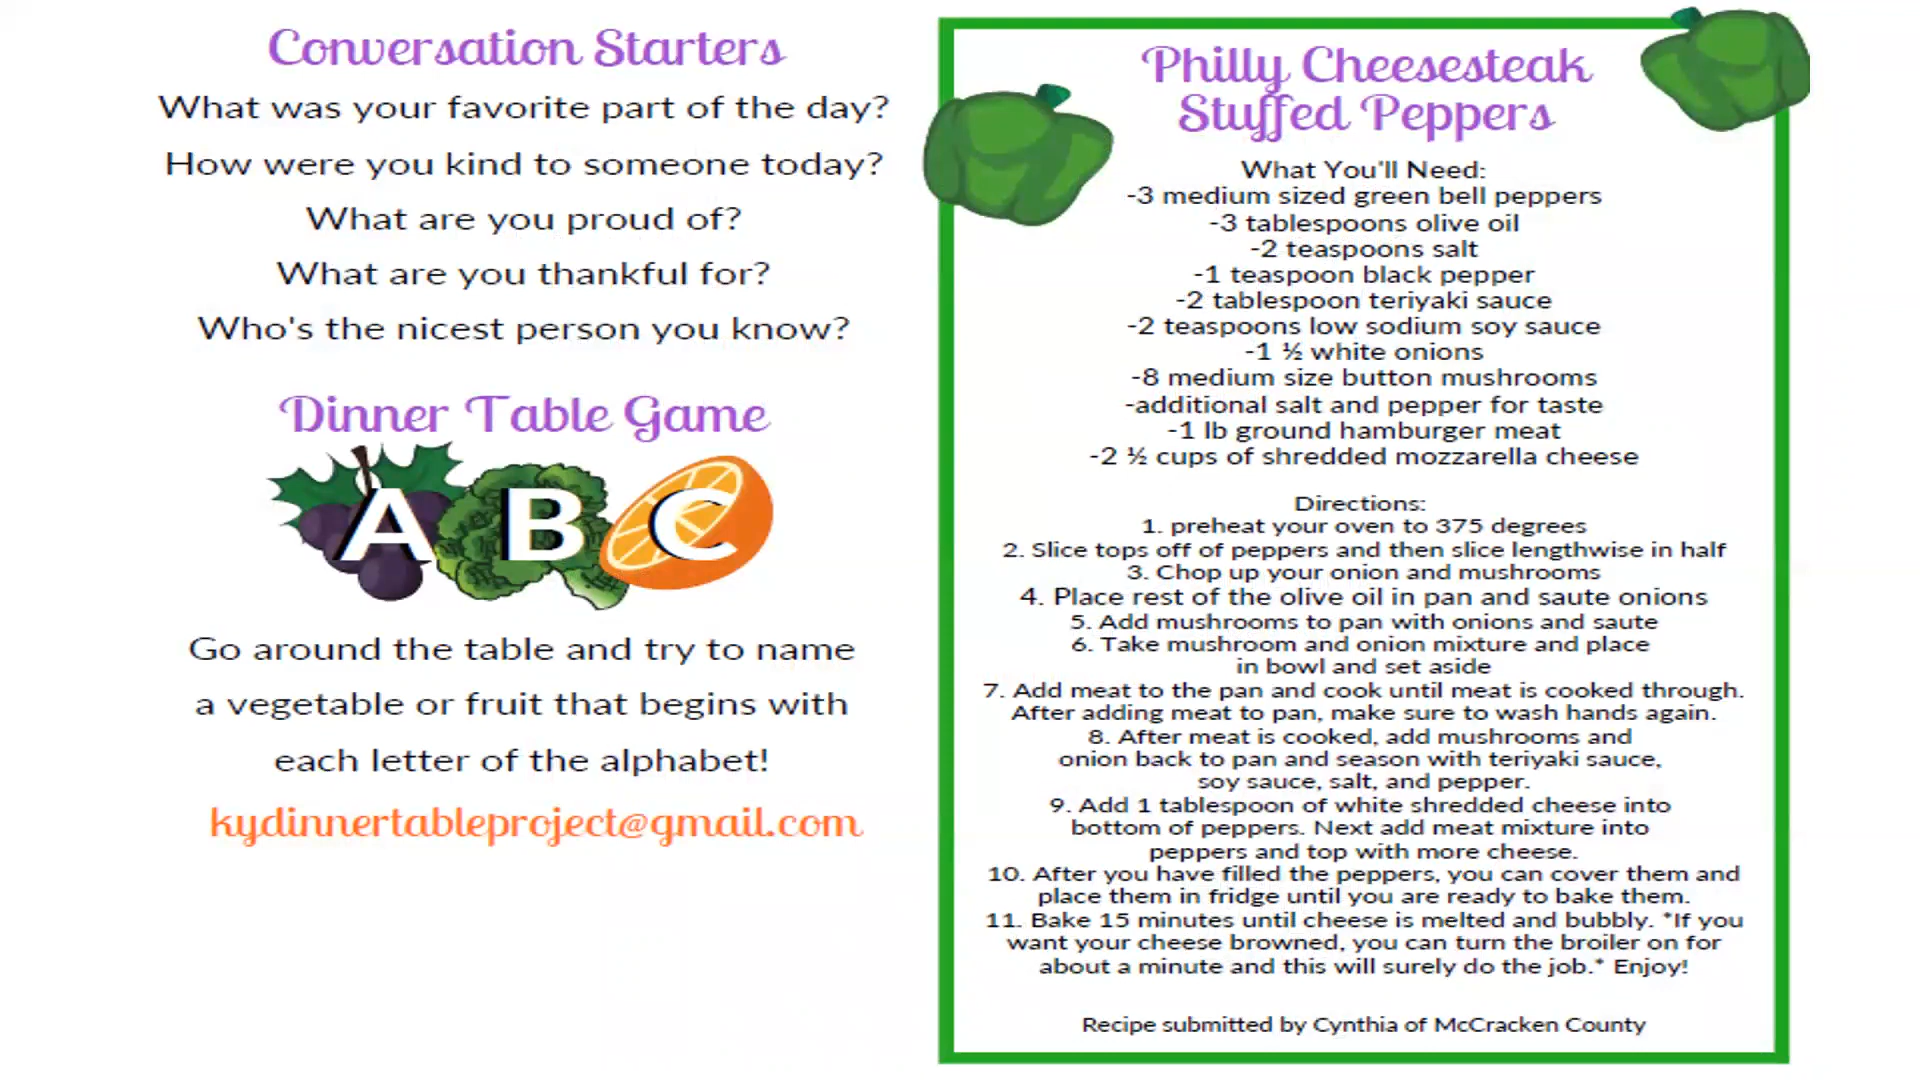 Conversation Starters
What was your favorite part of the day?
How were you kind to someone today?
What are you proud of?
What are you thankful for?
Who's the nicest person you know?
Dinner Table Game
A B C
Go around the table and try to name
a vegetable or fruit that begins with
each letter of the alphabet!
kydinnertableproject@gmail.com
Philly Cheesesteak
Stuffed Peppers
What You'll Need:
-3 medium sized green bell peppers
-3 tablespoons olive oil
-2 teaspoons salt
-1 teaspoon black pepper
-2 tablespoon teriyaki sauce
-2 teaspoons low sodium soy sauce
-1 ½ white onions
-8 medium size button mushrooms
-additional salt and pepper for taste
-1 lb ground hamburger meat
-2 ½ cups of shredded mozzarella cheese
Directions:
1. preheat your oven to 375 degrees
2. Slice tops off of peppers and then slice lengthwise in half
3. Chop up your onion and mushrooms
4. Place rest of the olive oil in pan and saute onions
5. Add mushrooms to pan with onions and saute
6. Take mushroom and onion mixture and place
in bowl and set aside
7. Add meat to the pan and cook until meat is cooked through.
After adding meat to pan, make sure to wash hands again.
8. After meat is cooked, add mushrooms and
onion back to pan and season with teriyaki sauce,
soy sauce, salt, and pepper.
9. Add 1 tablespoon of white shredded cheese into
bottom of peppers. Next add meat mixture into
peppers and top with more cheese.
10. After you have filled the peppers, you can cover them and
place them in fridge until you are ready to bake them.
11. Bake 15 minutes until cheese is melted and bubbly. *If you
want your cheese browned, you can turn the broiler on for
about a minute and this will surely do the job.* Enjoy!
Recipe submitted by Cynthia of McCracken County